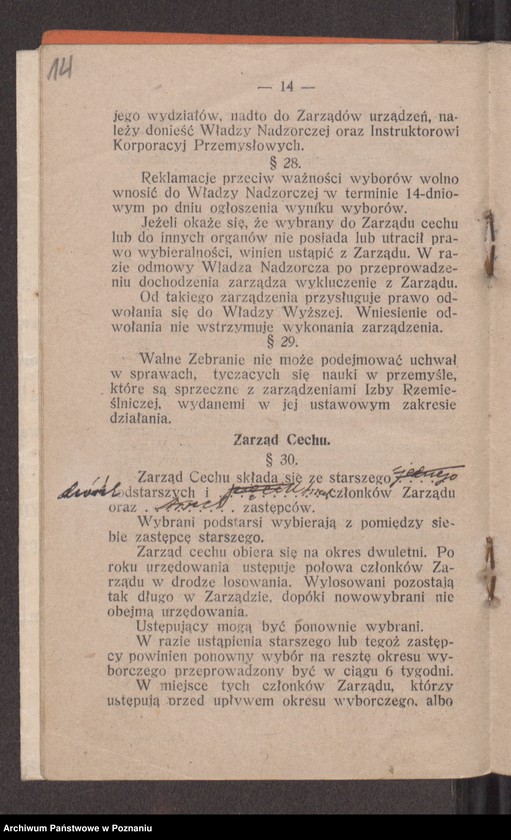 14
— 14 —
jego wydziałów, nadto do Zarządów urządzeń, na-
leży donieść Władzy Nadzorczej oraz Instruktorowi
Korporacyj Przemysłowych.
§ 28.
Reklamacje przeciw ważności wyborów wolno
wnosić do Władzy Nadzorczej w terminie 14-dnio-
wym po dniu ogłoszenia wyniku wyborów.
Jeżeli okaże się, że wybrany do Zarządu cechu
lub do innych organów nie posiada lub utracił pra-
wo wybieralności, winien ustąpić z Zarządu. W ra-
zie odmowy Władza Nadzorcza po przeprowadze-
niu dochodzenia zarządza wykluczenie z Zarządu.
Od takiego zarządzenia przysługuje prawo od-
wołania się do Władzy Wyższej. Wniesienie od-
wołania nie wstrzymuje wykonania zarządzenia.
§ 29.
Walne Zebranie nie może podejmować uchwał
w sprawach, tyczących się nauki w przemyśle,
które są sprzeczne z zarządzeniami Izby Rzemie-
ślniczej, wydanemi w jej ustawowym zakresie
działania.
Zarząd Cechu.
§ 30.
Zarząd Cechu składa się ze starszego jednego
dwóch podstarszych i członków Zarządu
oraz . . zastępców.
Wybrani podstarsi wybierają z pomiędzy sie-
bie zastępcę starszego.
Zarząd cechu obiera się na okres dwuletni. Po
roku urzędowania ustępuje połowa członków Za-
rządu w drodze losowania. Wylosowani pozostają
tak długo w Zarządzie, dopóki nowowybrani nie
obejmą urzędowania.
Ustępujący mogą być ponownie wybrani.
W razie ustąpienia starszego lub tegoż zastęp-
cy powinien ponowny wybór na resztę okresu wy-
borczego przeprowadzony być w ciągu 6 tygodni.
W miejsce tych członków Zarządu, którzy
ustępują przed upływem okresu wyborczego, albo
Archiwum Państwowe w Poznaniu